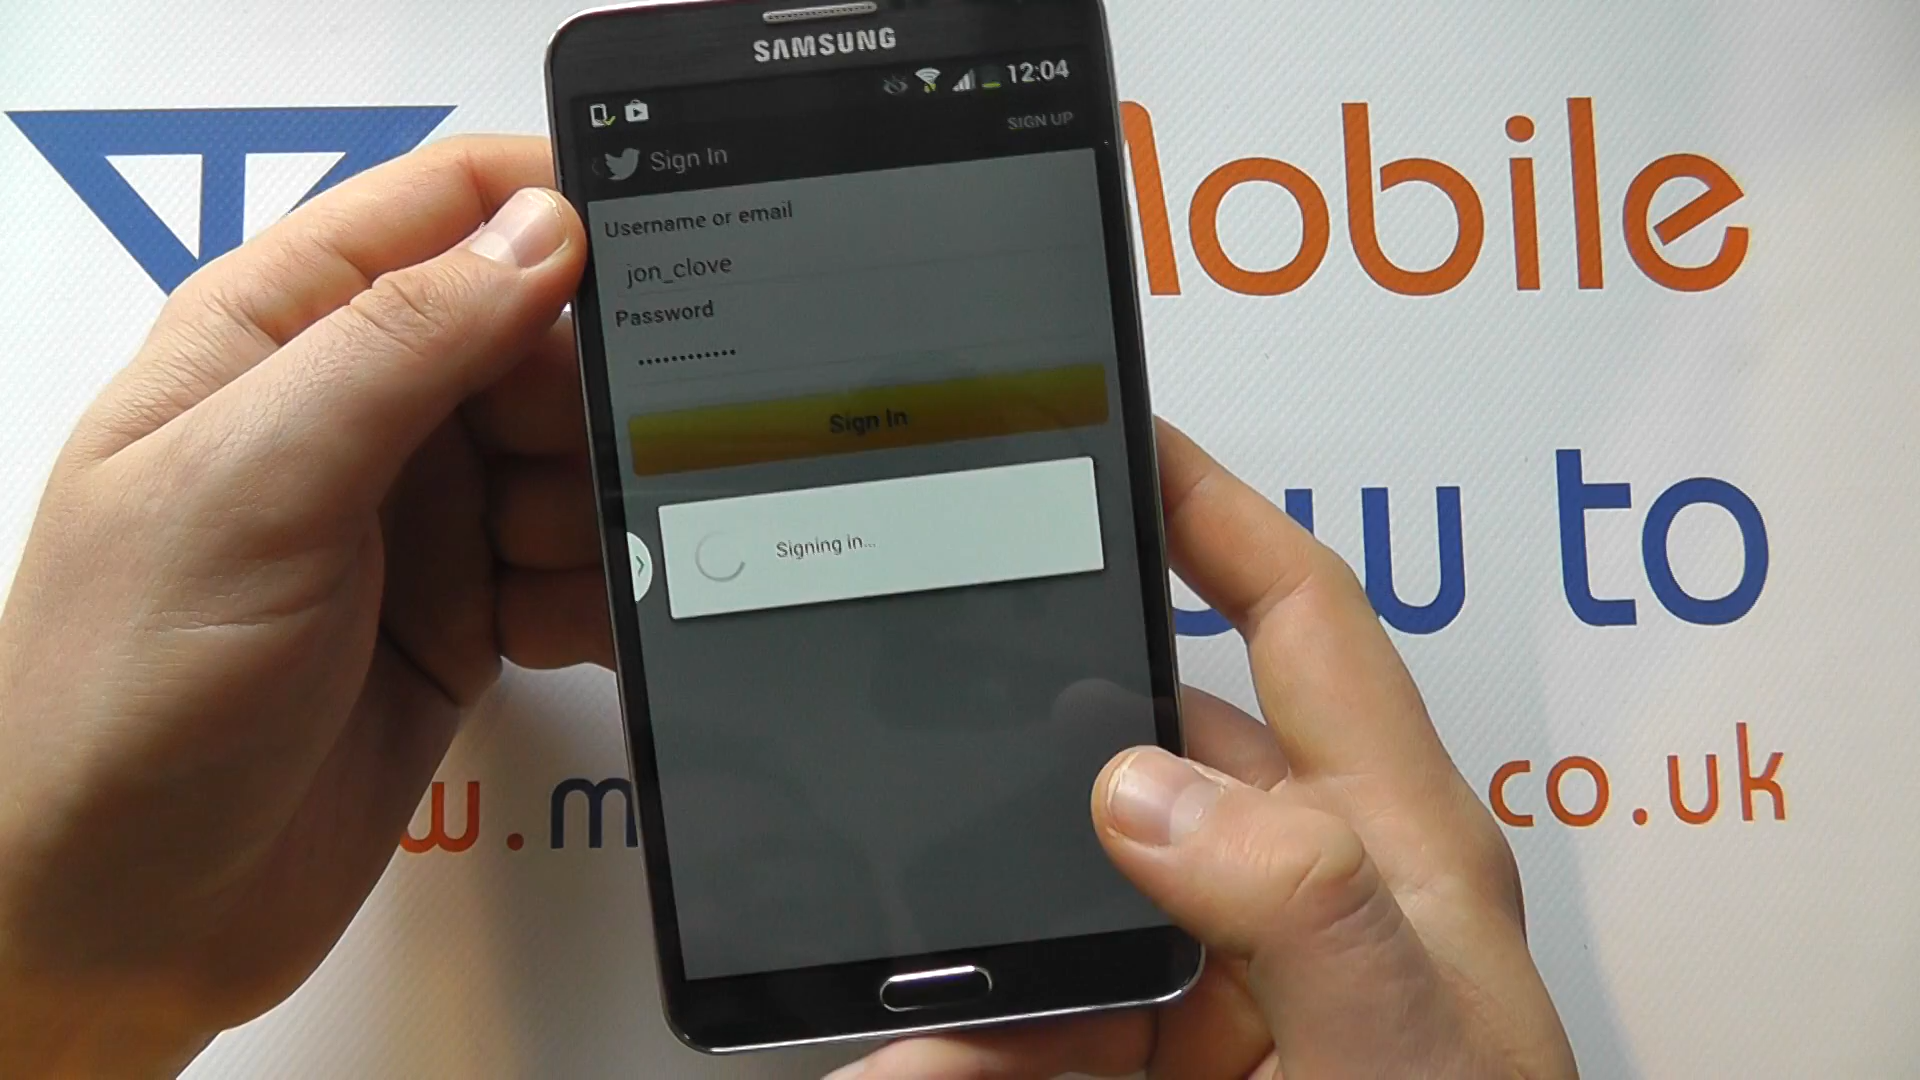 SAMSUNG
12:04
SIGN UP
Sign In
Username or email
jon_clove
Password
Sign In
Signing in...
Mobile
to
w.m
co.uk